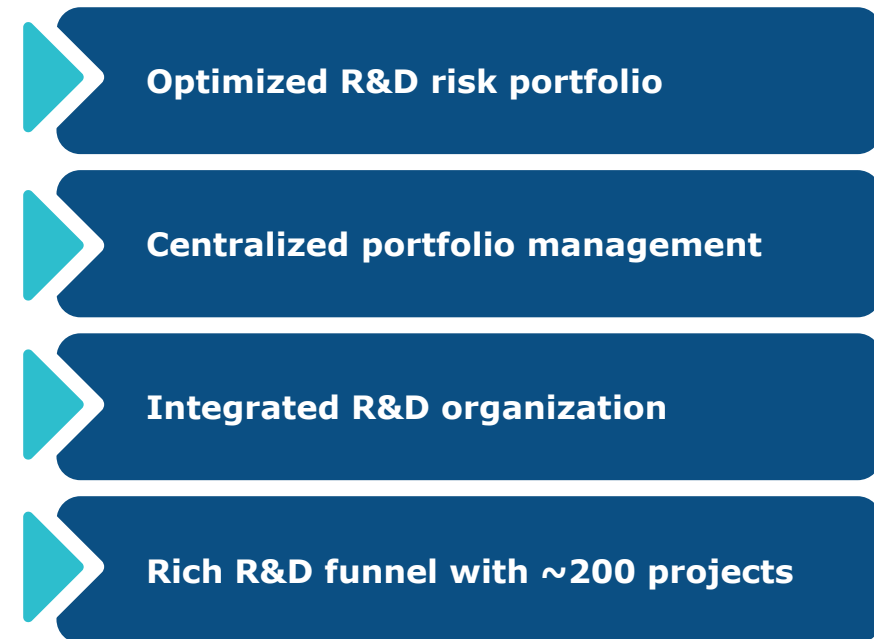 Optimized R&D risk portfolio
Centralized portfolio management
Integrated R&D organization
Rich R&D funnel with ~200 projects